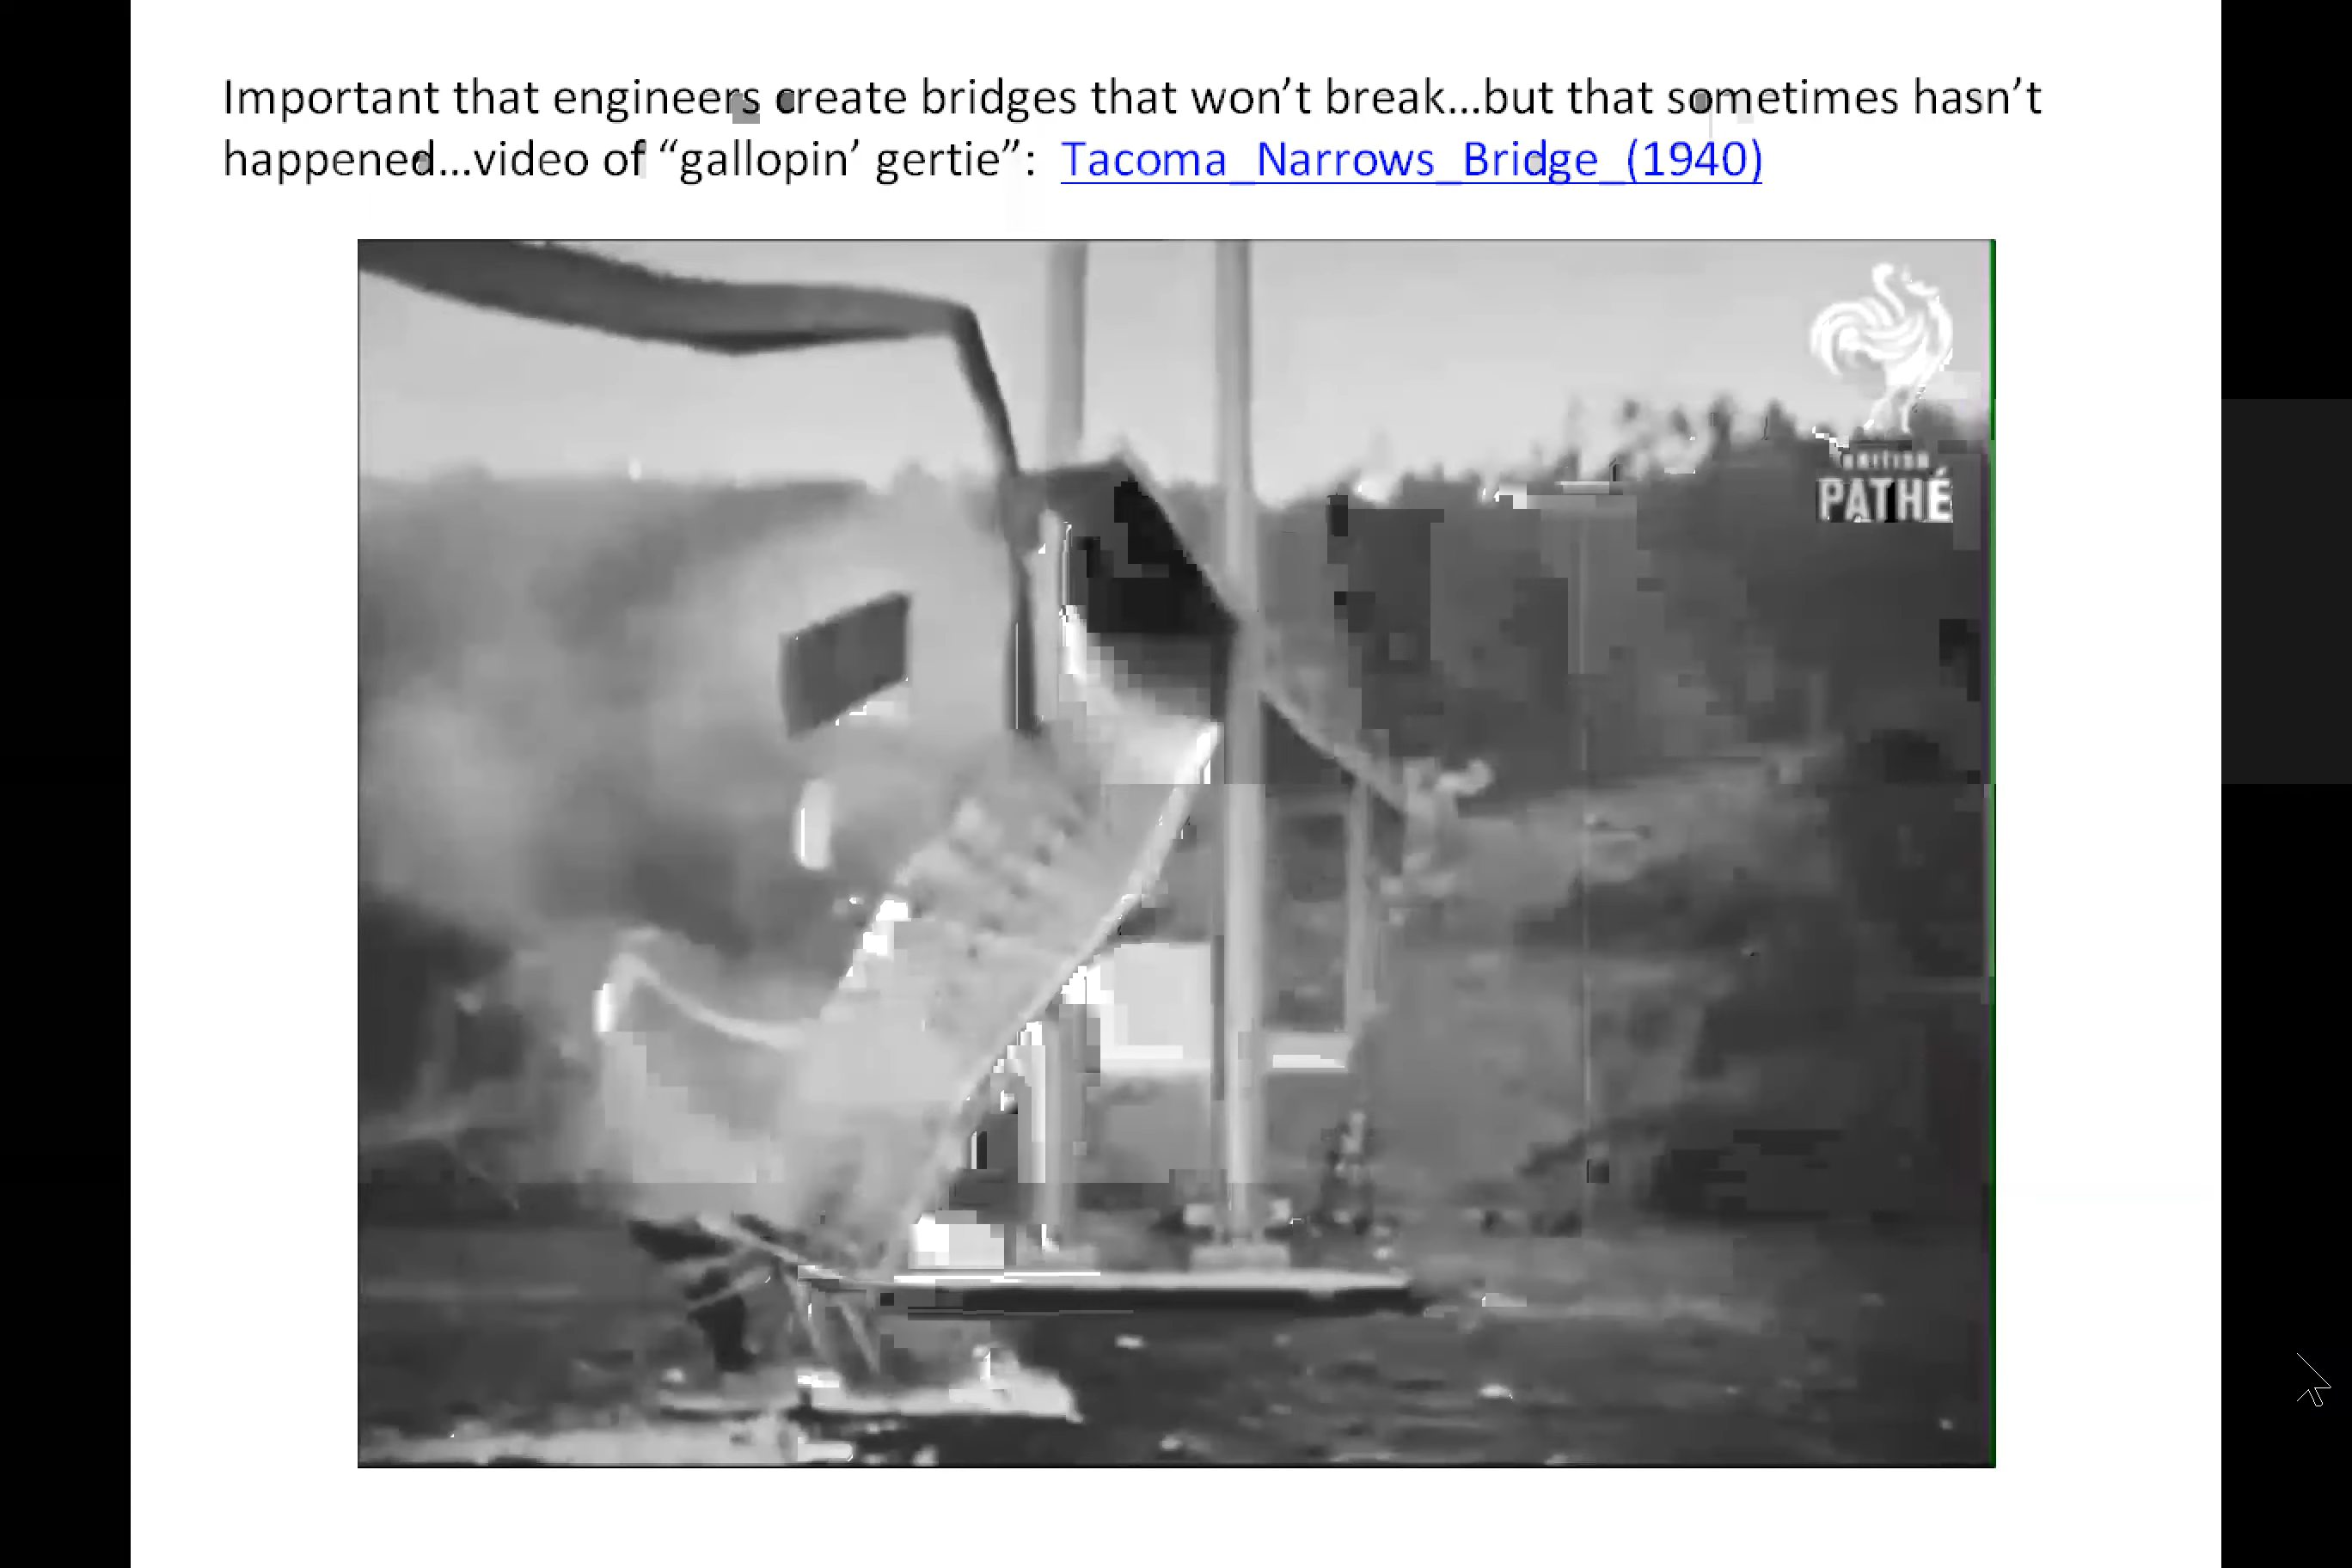 Important that engineers create bridges that won’t break...but that sometimes hasn’t
happened...video of “gallopin’ gertie”: Tacoma_Narrows_Bridge_(1940)
BRITISH
PATHÉ